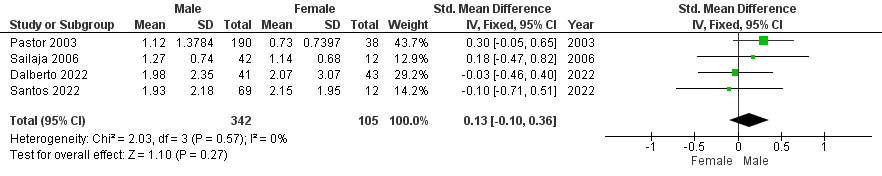 Male Female Std. Mean Difference Std. Mean Difference
Study or Subgroup Mean SD Total Mean SD Total Weight IV, Fixed, 95% CI Year IV, Fixed, 95% CI
Pastor 2003 1.12 1.3784 190 0.73 0.7397 38 43.7% 0.30 [-0.05, 0.65] 2003
Sailaja 2006 1.27 0.74 42 1.14 0.68 12 12.9% 0.18 [-0.47, 0.82] 2006
Dalberto 2022 1.98 2.35 41 2.07 3.07 43 29.2% -0.03 [-0.46, 0.40] 2022
Santos 2022 1.93 2.18 69 2.15 1.95 12 14.2% -0.10 [-0.71, 0.51] 2022
Total (95% CI) 342 105 100.0% 0.13 [-0.10, 0.36]
Heterogeneity: Chi² = 2.03, df = 3 (P = 0.57); I² = 0%
Test for overall effect: Z = 1.10 (P = 0.27)
-1 -0.5 0 0.5 1
Female Male